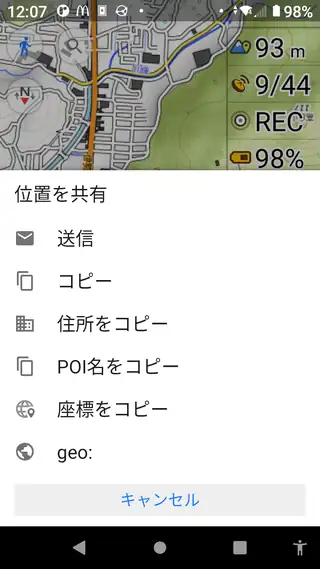 12:07 98%
93 m
9/44
REC
98%
N
位置を共有
送信
コピー
住所をコピー
POI名をコピー
座標をコピー
geo:
キャンセル